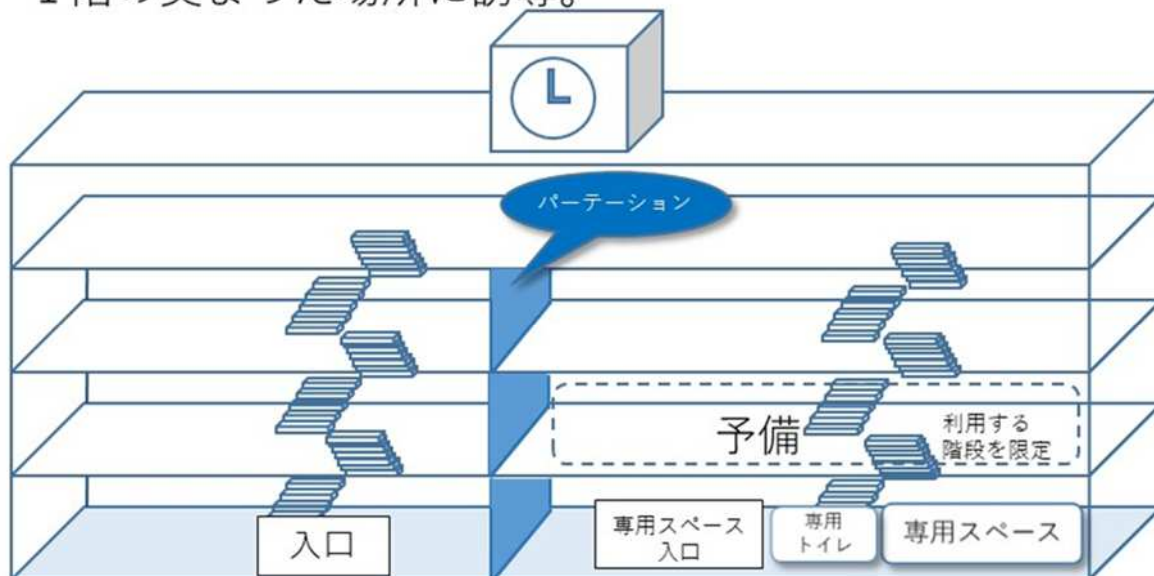 パーテーション
予備
利用する
階段を限定
入口
専用スペース
入口
専用
トイレ
専用スペース